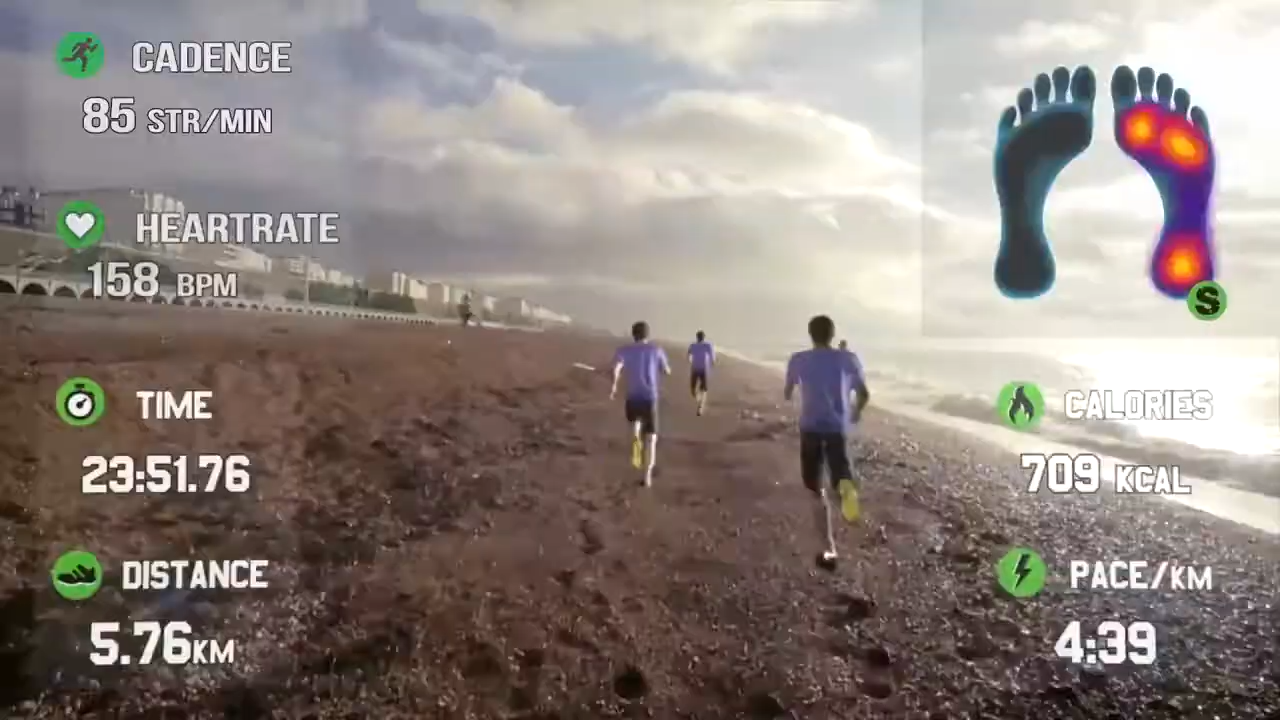 CADENCE
85 STR/MIN
HEARTRATE
158 BPM
TIME
23:51.76
DISTANCE
5.76KM
S
CALORIES
709 KCAL
PACE/KM
4:39